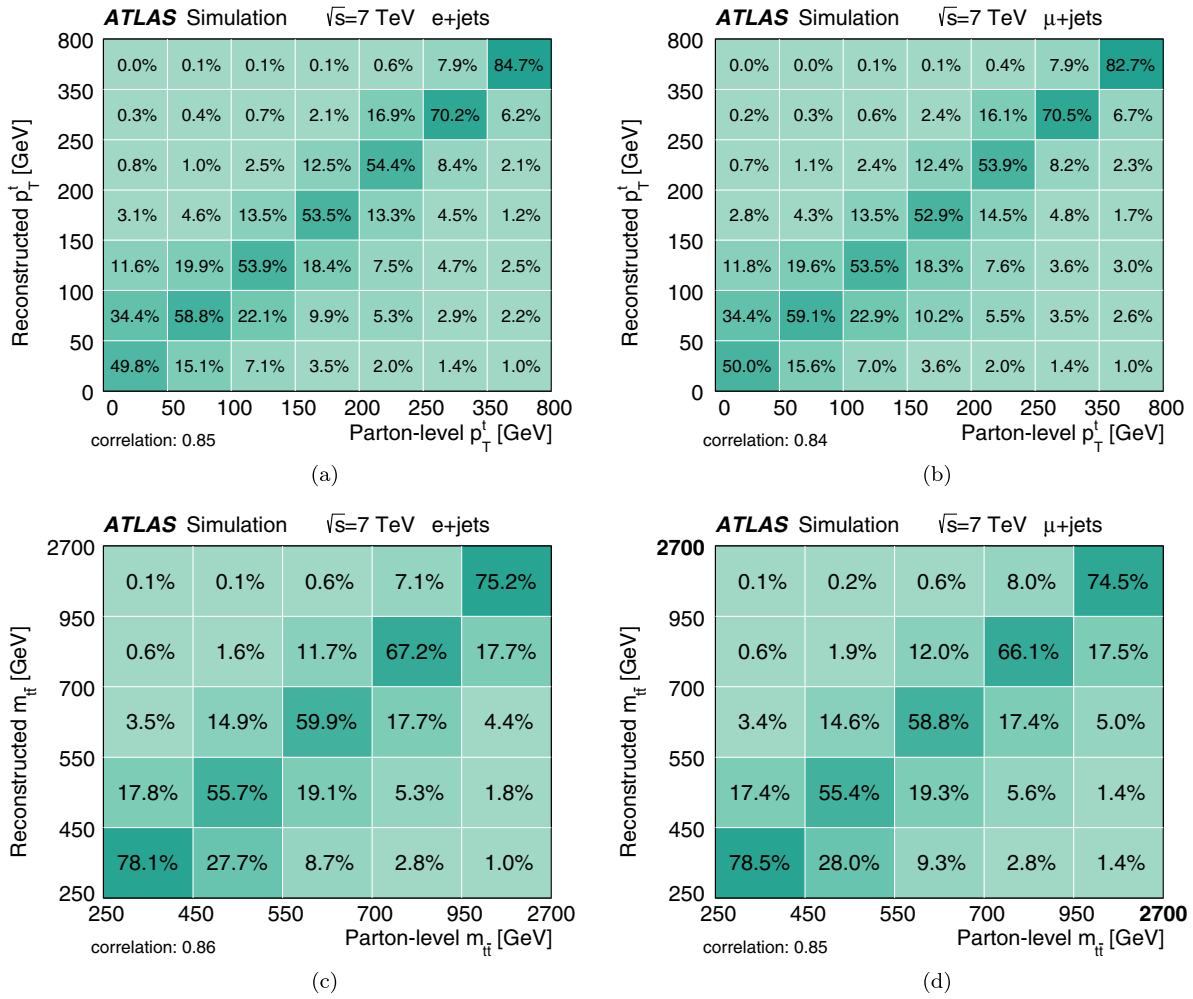 ATLAS Simulation √s=7 TeV e+jets
Reconstructed p_T^t [GeV]
800
0.0% 0.1% 0.1% 0.1% 0.6% 7.9% 84.7%
350
0.3% 0.4% 0.7% 2.1% 16.9% 70.2% 6.2%
250
0.8% 1.0% 2.5% 12.5% 54.4% 8.4% 2.1%
200
3.1% 4.6% 13.5% 53.5% 13.3% 4.5% 1.2%
150
11.6% 19.9% 53.9% 18.4% 7.5% 4.7% 2.5%
100
34.4% 58.8% 22.1% 9.9% 5.3% 2.9% 2.2%
50
49.8% 15.1% 7.1% 3.5% 2.0% 1.4% 1.0%
0
0 50 100 150 200 250 350 800
correlation: 0.85 Parton-level p_T^t [GeV]
(a)
ATLAS Simulation √s=7 TeV μ+jets
Reconstructed p_T^t [GeV]
800
0.0% 0.0% 0.1% 0.1% 0.4% 7.9% 82.7%
350
0.2% 0.3% 0.6% 2.4% 16.1% 70.5% 6.7%
250
0.7% 1.1% 2.4% 12.4% 53.9% 8.2% 2.3%
200
2.8% 4.3% 13.5% 52.9% 14.5% 4.8% 1.7%
150
11.8% 19.6% 53.5% 18.3% 7.6% 3.6% 3.0%
100
34.4% 59.1% 22.9% 10.2% 5.5% 3.5% 2.6%
50
50.0% 15.6% 7.0% 3.6% 2.0% 1.4% 1.0%
0
0 50 100 150 200 250 350 800
correlation: 0.84 Parton-level p_T^t [GeV]
(b)
ATLAS Simulation √s=7 TeV e+jets
Reconstructed m_tt̄ [GeV]
2700
0.1% 0.1% 0.6% 7.1% 75.2%
950
0.6% 1.6% 11.7% 67.2% 17.7%
700
3.5% 14.9% 59.9% 17.7% 4.4%
550
17.8% 55.7% 19.1% 5.3% 1.8%
450
78.1% 27.7% 8.7% 2.8% 1.0%
250
250 450 550 700 950 2700
correlation: 0.86 Parton-level m_tt̄ [GeV]
(c)
ATLAS Simulation √s=7 TeV μ+jets
Reconstructed m_tt̄ [GeV]
2700
0.1% 0.2% 0.6% 8.0% 74.5%
950
0.6% 1.9% 12.0% 66.1% 17.5%
700
3.4% 14.6% 58.8% 17.4% 5.0%
550
17.4% 55.4% 19.3% 5.6% 1.4%
450
78.5% 28.0% 9.3% 2.8% 1.4%
250
250 450 550 700 950 2700
correlation: 0.85 Parton-level m_tt̄ [GeV]
(d)